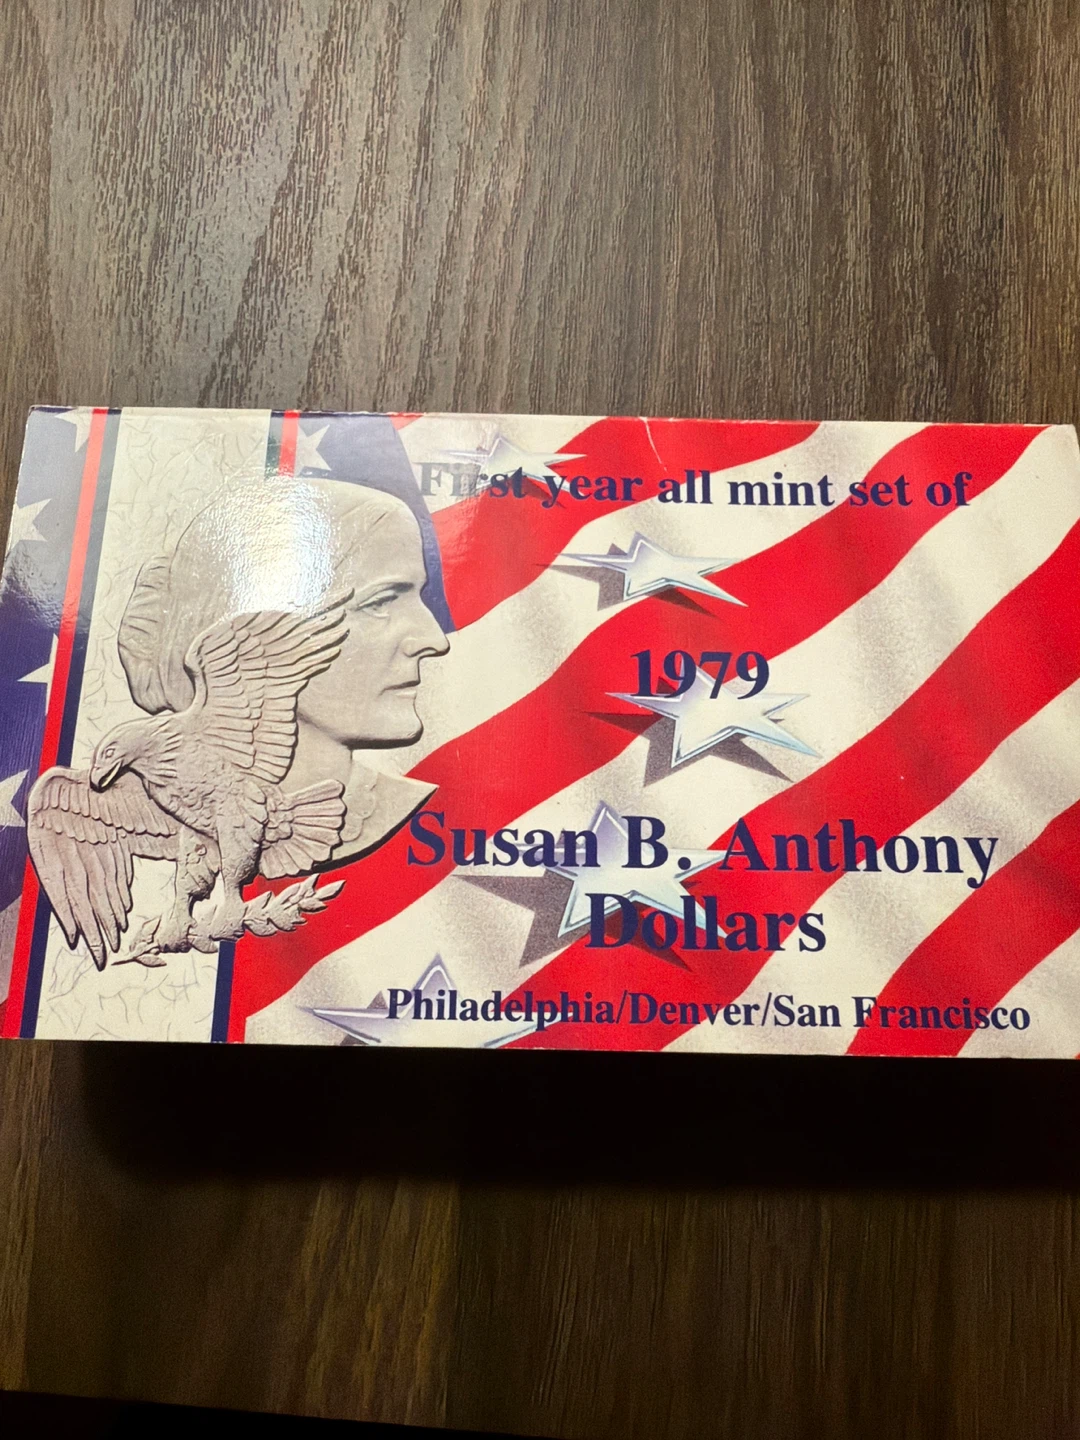 First year all mint set of
1979
Susan B. Anthony
Dollars
Philadelphia/Denver/San Francisco